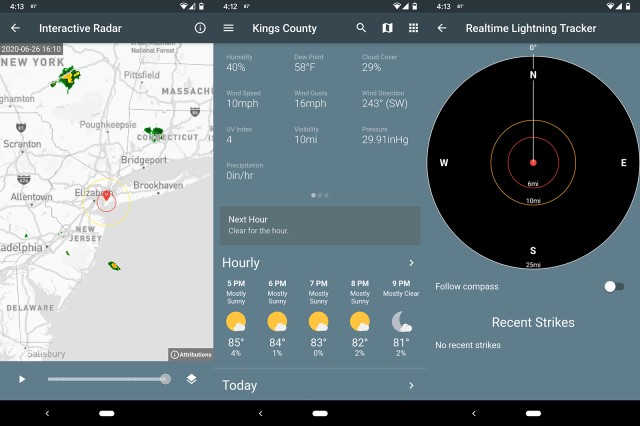 4:13 87°
Interactive Radar
2020-06-26 16:10
NEW YORK
National Forest
Pittsfield
MASSACHU
Poughkeepsie
CONNECTICUT
Scranton
Bridgeport
Brookhaven
Allentown
Elizabeth
NEW
JERSEY
adelphia
DELAWARE
Salisbury
Attributions
4:12 87°
Kings County
Humidity Dew Point Cloud Cover
40% 58°F 29%
Wind Speed Wind Gusts Wind Direction
10mph 16mph 243° (SW)
UV Index Visibility Pressure
4 10mi 29.91inHg
Precipitation
0in/hr
Next Hour
Clear for the hour.
Hourly
5 PM 6 PM 7 PM 8 PM 9 PM
Mostly Mostly Mostly Mostly Mostly Clear
Sunny Sunny Sunny Sunny
85° 84° 83° 82° 81°
4% 1% 0% 2% 2%
Today
4:13 87°
Realtime Lightning Tracker
0°
N
W E
6mi
10mi
S
25mi
Follow compass
Recent Strikes
No recent strikes